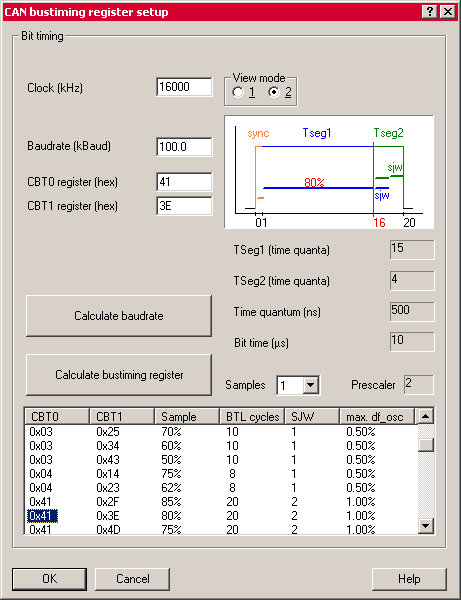 CAN bustiming register setup
Bit timing
Clock (kHz) 16000
View mode
1 2
Baudrate (kBaud) 100.0
CBT0 register (hex) 41
CBT1 register (hex) 3E
sync Tseg1 Tseg2
80% sjw
sjw
0 1 16 20
TSeg1 (time quanta) 15
TSeg2 (time quanta) 4
Time quantum (ns) 500
Bit time (µs) 10
Calculate baudrate
Calculate bustiming register
Samples 1 Prescaler 2
CBT0 CBT1 Sample BTL cycles SJW max. df_osc
0x03 0x25 70% 10 1 0.50%
0x03 0x34 60% 10 1 0.50%
0x03 0x43 50% 10 1 0.50%
0x04 0x14 75% 8 1 0.50%
0x04 0x23 62% 8 1 0.50%
0x41 0x2F 85% 20 2 1.00%
0x41 0x3E 80% 20 2 1.00%
0x41 0x4D 75% 20 2 1.00%
OK Cancel Help